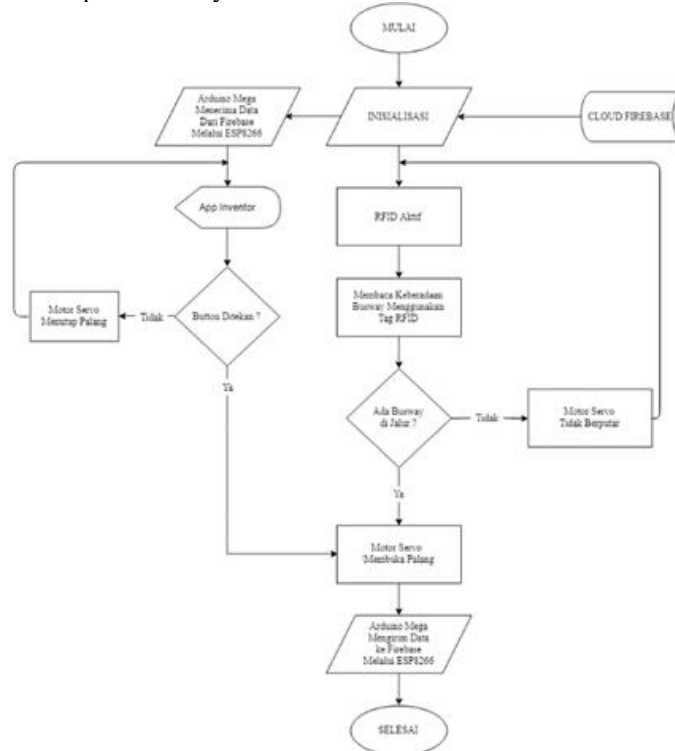 MULAI
Arduino Mega
Menerima Data
Dari Firebase
Melalui ESP8266
INISIALISASI
CLOUD FIREBASE
App Inventor
RFID Aktif
Motor Servo
Menutup Palang
Tidak
Button Ditekan ?
Membaca Keberadaan
Busway Menggunakan
Tag RFID
Ya
Ada Busway
di Jalur ?
Tidak
Motor Servo
Tidak Berputar
Ya
Motor Servo
Membuka Palang
Arduino Mega
Mengirim Data
ke Firebase
Melalui ESP8266
SELESAI